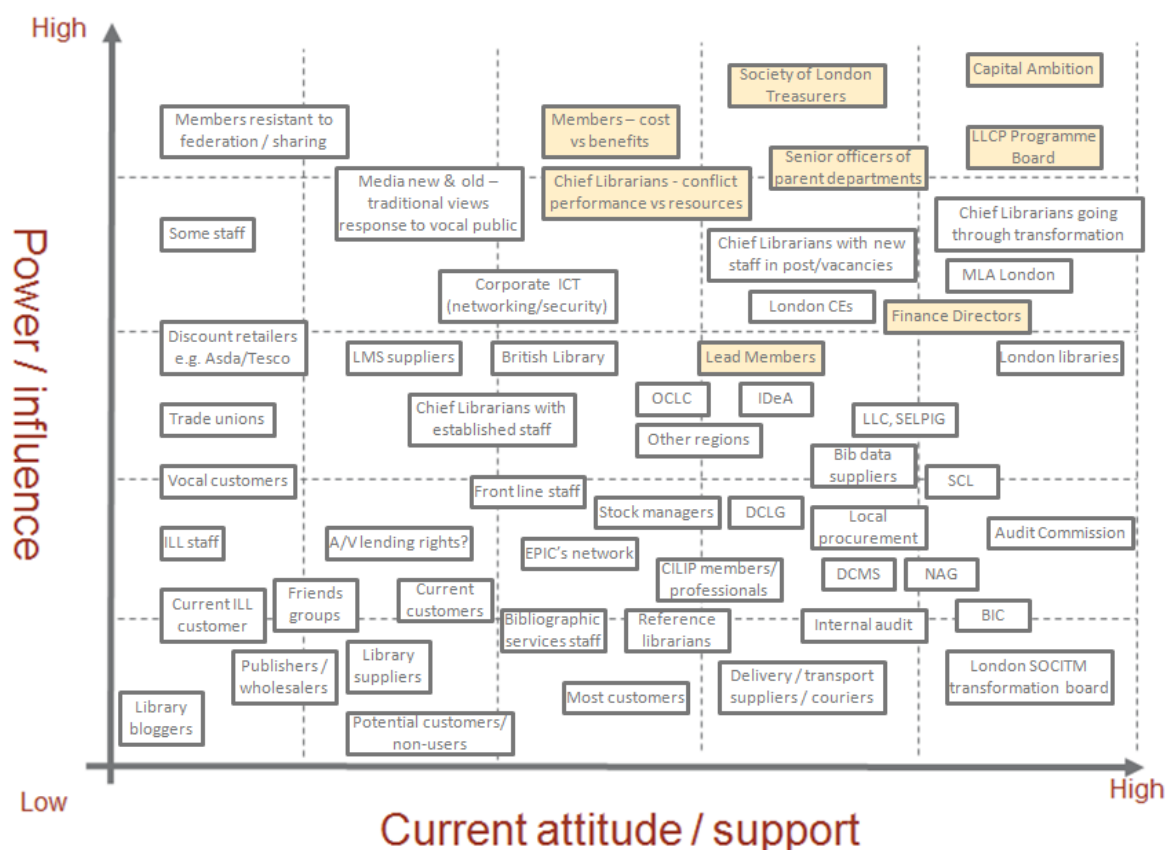 High
Society of London
Treasurers
Capital Ambition
Members resistant to
federation / sharing
Members – cost
vs benefits
LLCP Programme
Board
Senior officers of
parent departments
Media new & old –
traditional views
response to vocal public
Chief Librarians - conflict
performance vs resources
Chief Librarians going
through transformation
Some staff
Chief Librarians with new
staff in post/vacancies
MLA London
Corporate ICT
(networking/security)
London CEs
Finance Directors
Discount retailers
e.g. Asda/Tesco
LMS suppliers
British Library
Lead Members
London libraries
OCLC
IDeA
Trade unions
Chief Librarians with
established staff
LLC, SELPIG
Other regions
Bib data
suppliers
Vocal customers
SCL
Front line staff
Stock managers
DCLG
Local
procurement
Audit Commission
ILL staff
A/V lending rights?
EPIC's network
CILIP members/
professionals
DCMS
NAG
Current ILL
customer
Friends
groups
Current
customers
Bibliographic
services staff
Reference
librarians
Internal audit
BIC
Publishers /
wholesalers
Library
suppliers
Most customers
Delivery / transport
suppliers / couriers
London SOCITM
transformation board
Library
bloggers
Potential customers/
non-users
Power / influence
Low
High
Current attitude / support